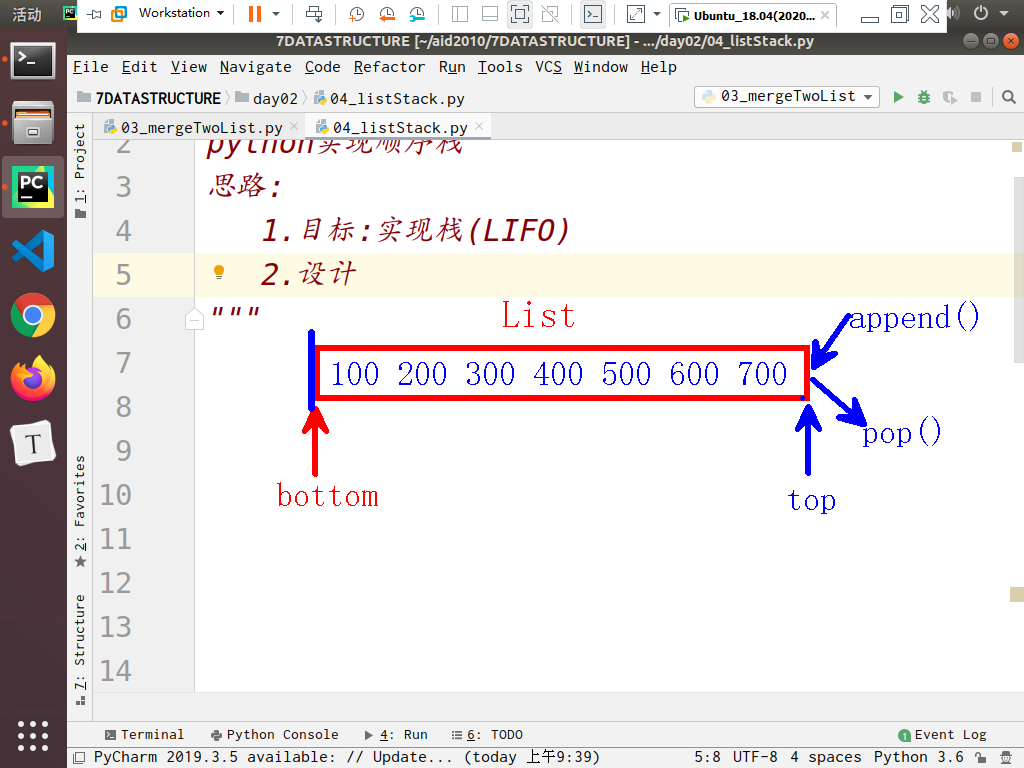 活动
Workstation
Ubuntu_18.04(2020...
7DATASTRUCTURE [~/aid2010/7DATASTRUCTURE] - .../day02/04_listStack.py
File Edit View Navigate Code Refactor Run Tools VCS Window Help
7DATASTRUCTURE day02 04_listStack.py
03_mergeTwoList
03_mergeTwoList.py 04_listStack.py
1: Project
2: Favorites
7: Structure
2 python实现顺序栈
3 思路:
4 1.目标:实现栈(LIFO)
5 2.设计
6 """
7
8
9
10
11
12
13
14
List
append()
100 200 300 400 500 600 700
pop()
bottom
top
Terminal Python Console 4: Run 6: TODO
1 Event Log
PyCharm 2019.3.5 available: // Update... (today 上午9:39)
5:8 UTF-8 4 spaces Python 3.6
PC
T